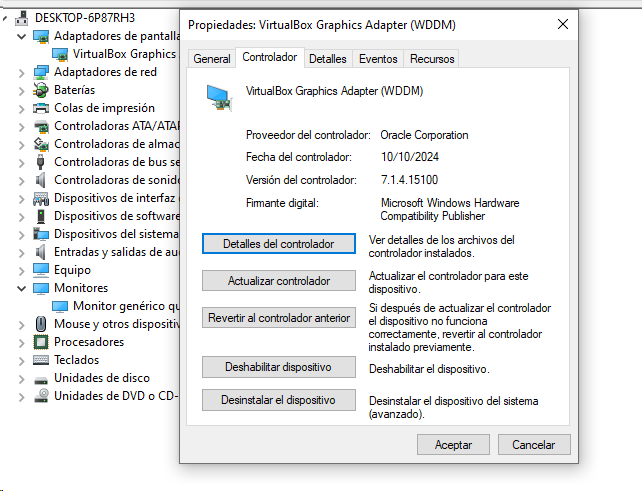 DESKTOP-6P87RH3
Adaptadores de pantalla
VirtualBox Graphics
Adaptadores de red
Baterías
Colas de impresión
Controladoras ATA/ATAP
Controladoras de almac
Controladoras de bus se
Controladoras de sonido
Dispositivos de interfaz
Dispositivos de software
Dispositivos del sistema
Entradas y salidas de au
Equipo
Monitores
Monitor genérico qu
Mouse y otros dispositiv
Procesadores
Teclados
Unidades de disco
Unidades de DVD o CD-
Propiedades: VirtualBox Graphics Adapter (WDDM)
General Controlador Detalles Eventos Recursos
VirtualBox Graphics Adapter (WDDM)
Proveedor del controlador: Oracle Corporation
Fecha del controlador: 10/10/2024
Versión del controlador: 7.1.4.15100
Firmante digital: Microsoft Windows Hardware
Compatibility Publisher
Detalles del controlador Ver detalles de los archivos del
controlador instalados.
Actualizar controlador Actualizar el controlador para este
dispositivo.
Revertir al controlador anterior Si después de actualizar el controlador
el dispositivo no funciona
correctamente, revertir al controlador
instalado previamente.
Deshabilitar dispositivo Deshabilitar el dispositivo.
Desinstalar el dispositivo Desinstalar el dispositivo del sistema
(avanzado).
Aceptar Cancelar